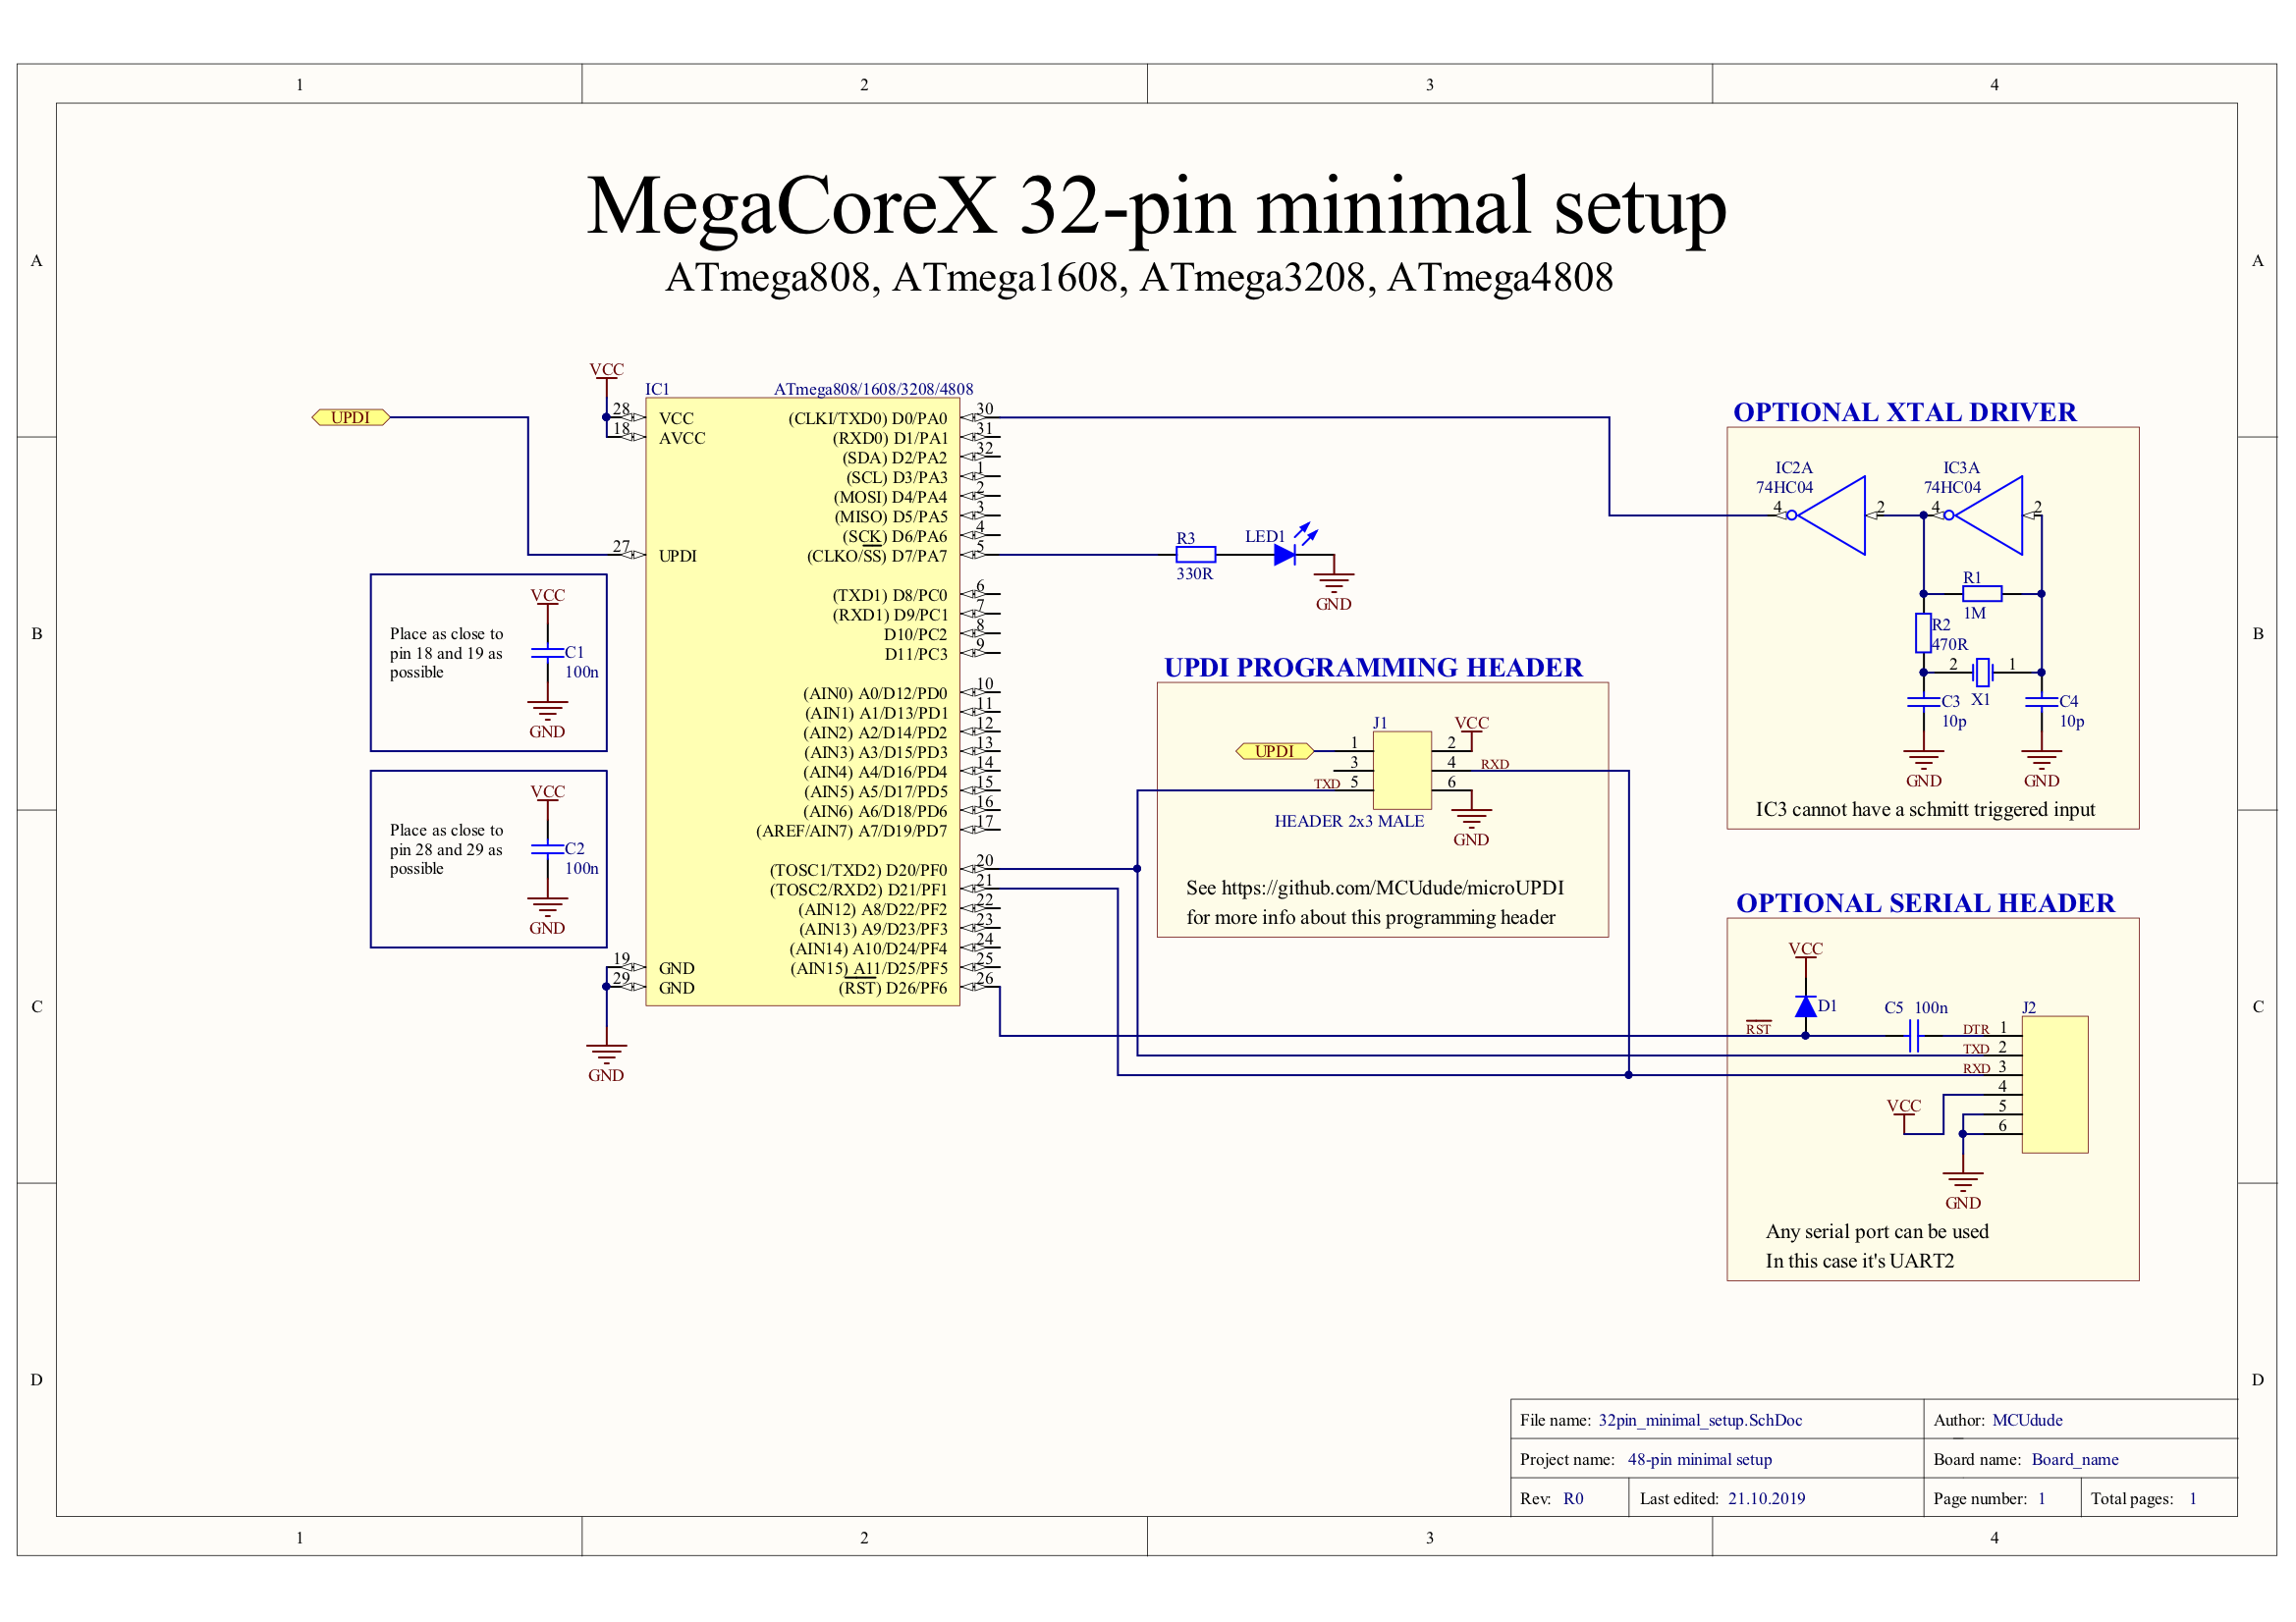 1 2 3 4
A A
B B
C C
D D
MegaCoreX 32-pin minimal setup
ATmega808, ATmega1608, ATmega3208, ATmega4808
UPDI
VCC
IC1 ATmega808/1608/3208/4808
28 VCC
18 AVCC
27 UPDI
19 GND
29 GND
GND
(CLKI/TXD0) D0/PA0 30
(RXD0) D1/PA1 31
(SDA) D2/PA2 32
(SCL) D3/PA3 1
(MOSI) D4/PA4 2
(MISO) D5/PA5 3
(SCK) D6/PA6 4
(CLKO/SS) D7/PA7 5
(TXD1) D8/PC0 6
(RXD1) D9/PC1 7
D10/PC2 8
D11/PC3 9
(AIN0) A0/D12/PD0 10
(AIN1) A1/D13/PD1 11
(AIN2) A2/D14/PD2 12
(AIN3) A3/D15/PD3 13
(AIN4) A4/D16/PD4 14
(AIN5) A5/D17/PD5 15
(AIN6) A6/D18/PD6 16
(AREF/AIN7) A7/D19/PD7 17
(TOSC1/TXD2) D20/PF0 20
(TOSC2/RXD2) D21/PF1 21
(AIN12) A8/D22/PF2 22
(AIN13) A9/D23/PF3 23
(AIN14) A10/D24/PF4 24
(AIN15) A11/D25/PF5 25
(RST) D26/PF6 26
VCC
Place as close to
pin 18 and 19 as
possible
C1
100n
GND
VCC
Place as close to
pin 28 and 29 as
possible
C2
100n
GND
R3
330R
LED1
GND
UPDI PROGRAMMING HEADER
J1
VCC
UPDI 1 2
3 4 RXD
TXD 5 6
HEADER 2x3 MALE
GND
See https://github.com/MCUdude/microUPDI
for more info about this programming header
OPTIONAL XTAL DRIVER
IC2A
74HC04
4 2
IC3A
74HC04
4 2
R1
1M
R2
470R
2 1
X1
C3
10p
C4
10p
GND GND
IC3 cannot have a schmitt triggered input
OPTIONAL SERIAL HEADER
VCC
D1
C5 100n
J2
RST
DTR 1
TXD 2
RXD 3
4
5
6
VCC
GND
Any serial port can be used
In this case it's UART2
File name: 32pin_minimal_setup.SchDoc
Author: MCUdude
Project name: 48-pin minimal setup
Board name: Board_name
Rev: R0
Last edited: 21.10.2019
Page number: 1
Total pages: 1
1 2 3 4